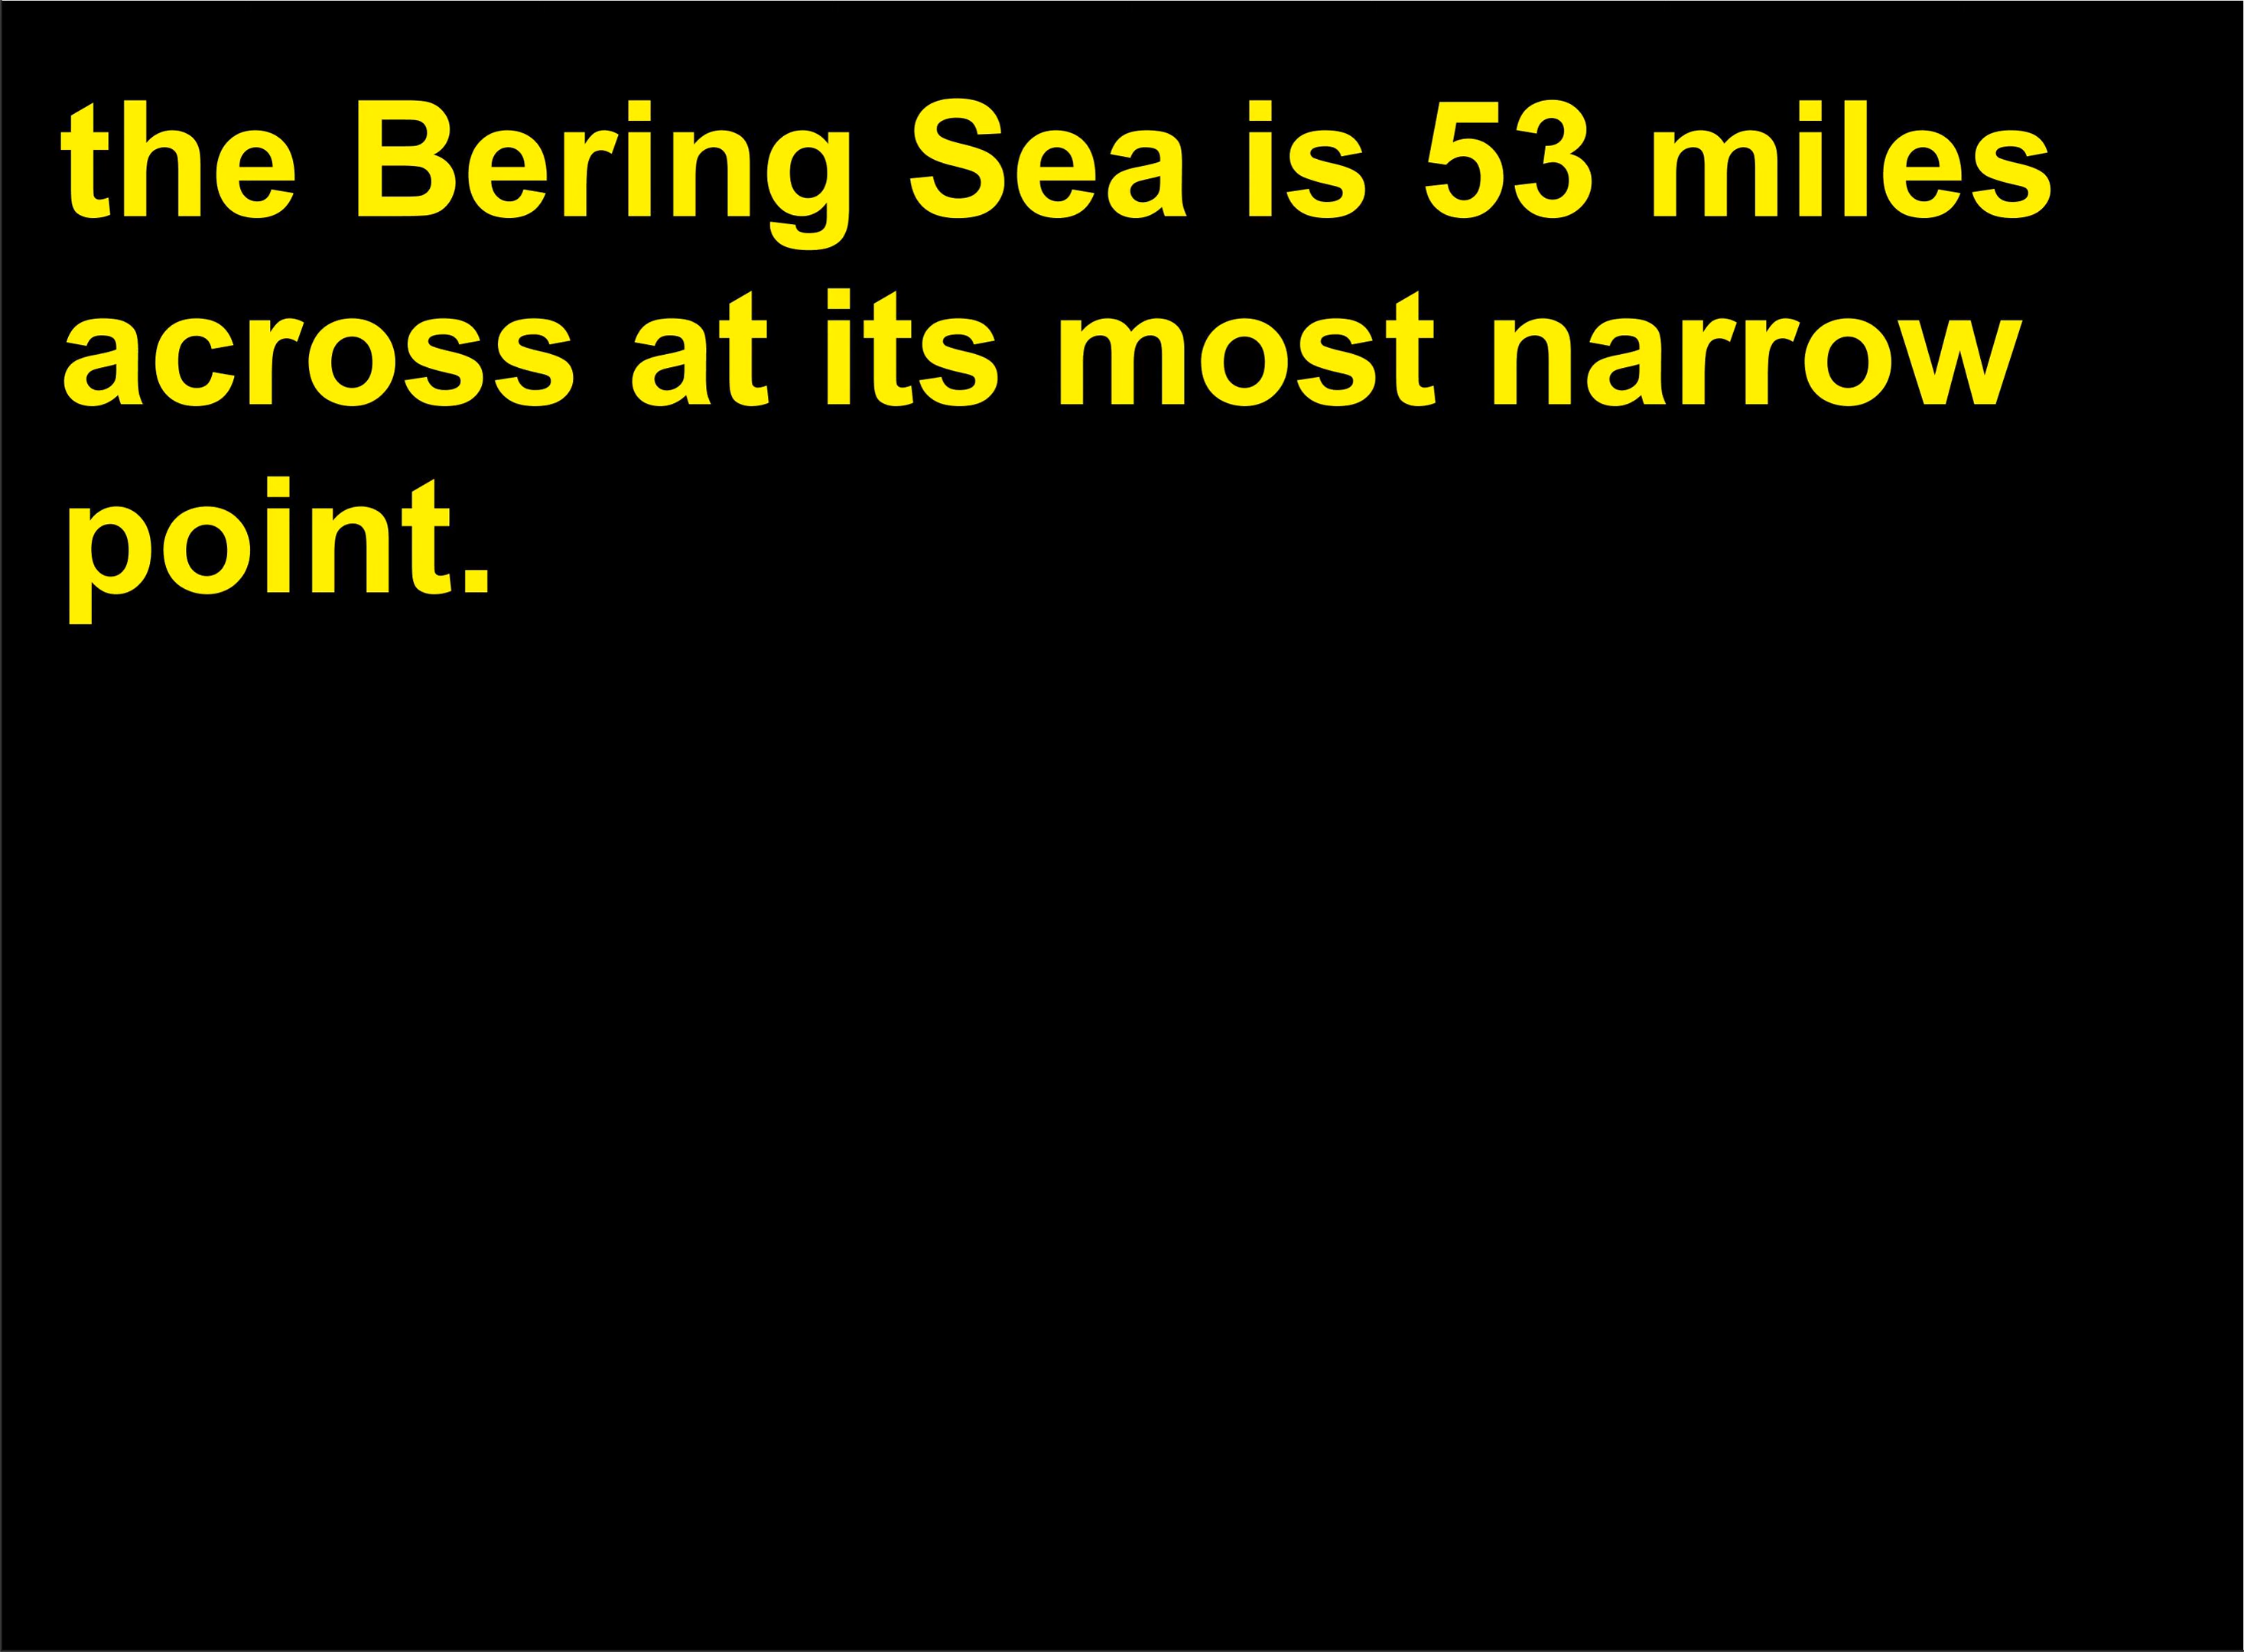 the Bering Sea is 53 miles
across at its most narrow
point.